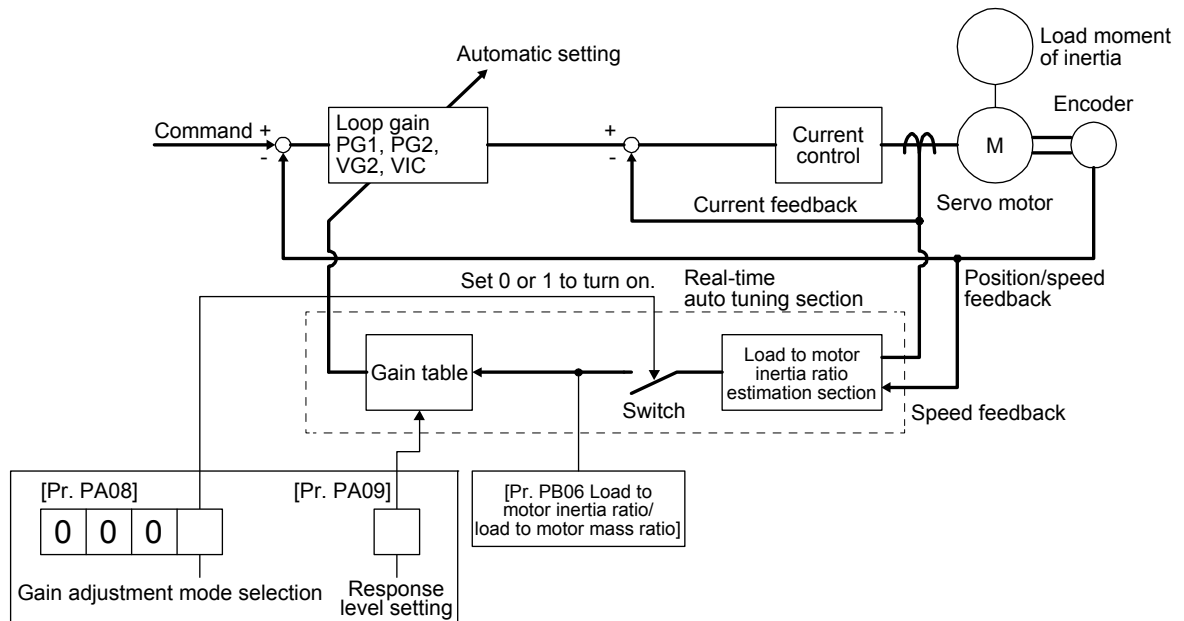 Automatic setting
Load moment
of inertia
Encoder
Command +
-
Loop gain
PG1, PG2,
VG2, VIC
+
-
Current
control
M
Servo motor
Current feedback
Set 0 or 1 to turn on.
Real-time
auto tuning section
Position/speed
feedback
Gain table
Switch
Load to motor
inertia ratio
estimation section
Speed feedback
[Pr. PA08]
0 0 0
Gain adjustment mode selection
[Pr. PA09]
Response
level setting
[Pr. PB06 Load to
motor inertia ratio/
load to motor mass ratio]